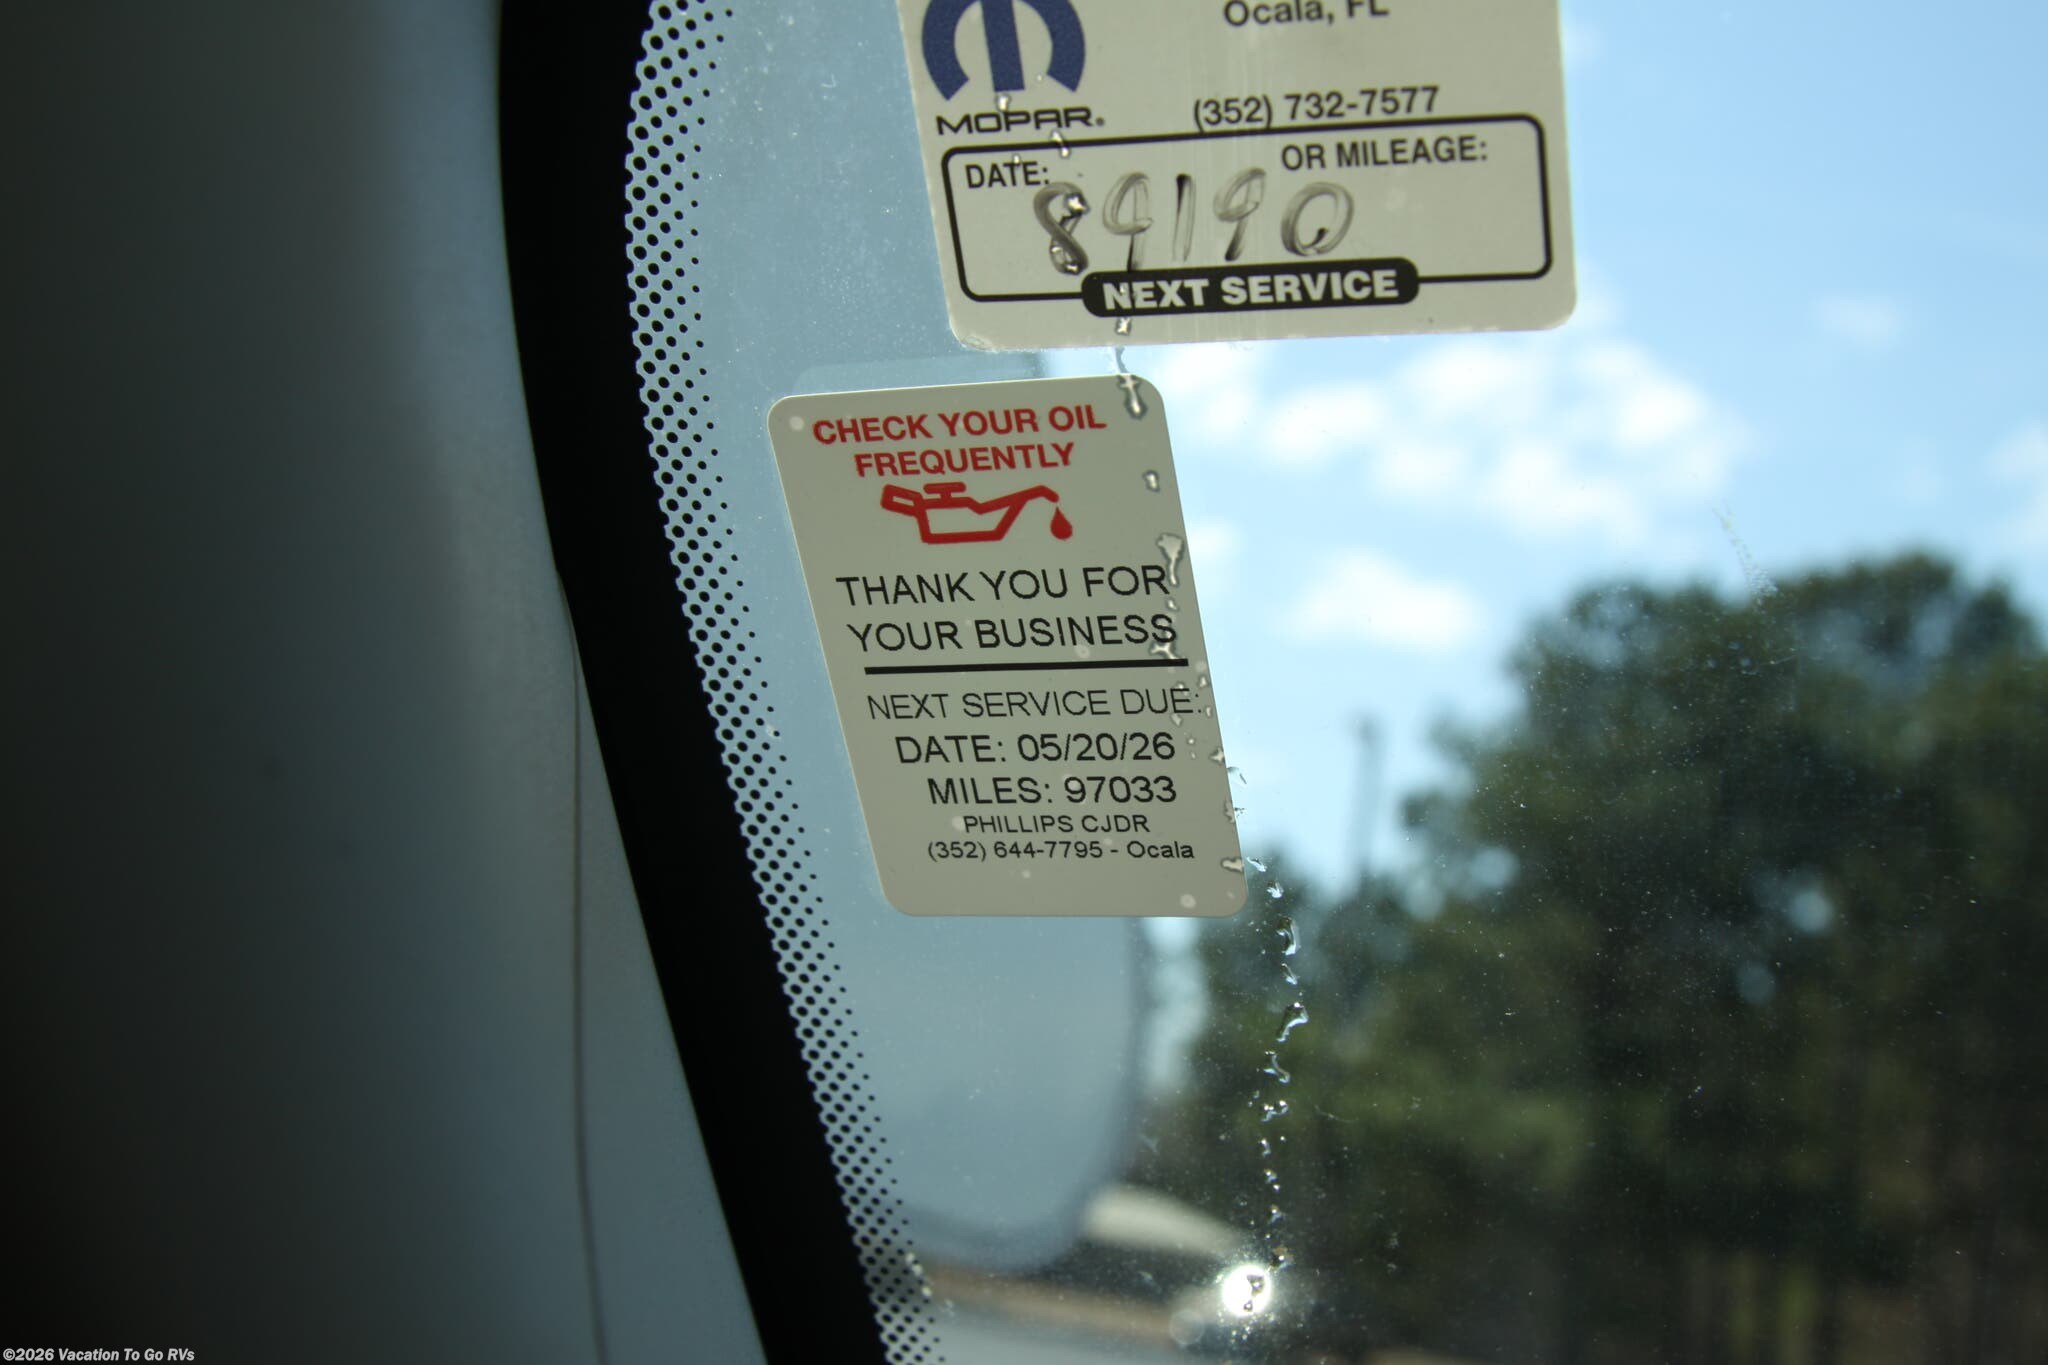 Ocala, FL
MOPAR®
(352) 732-7577
DATE: OR MILEAGE:
89190
NEXT SERVICE
CHECK YOUR OIL
FREQUENTLY
THANK YOU FOR
YOUR BUSINESS
NEXT SERVICE DUE:
DATE: 05/20/26
MILES: 97033
PHILLIPS CJDR
(352) 644-7795 - Ocala
©2026 Vacation To Go RVs